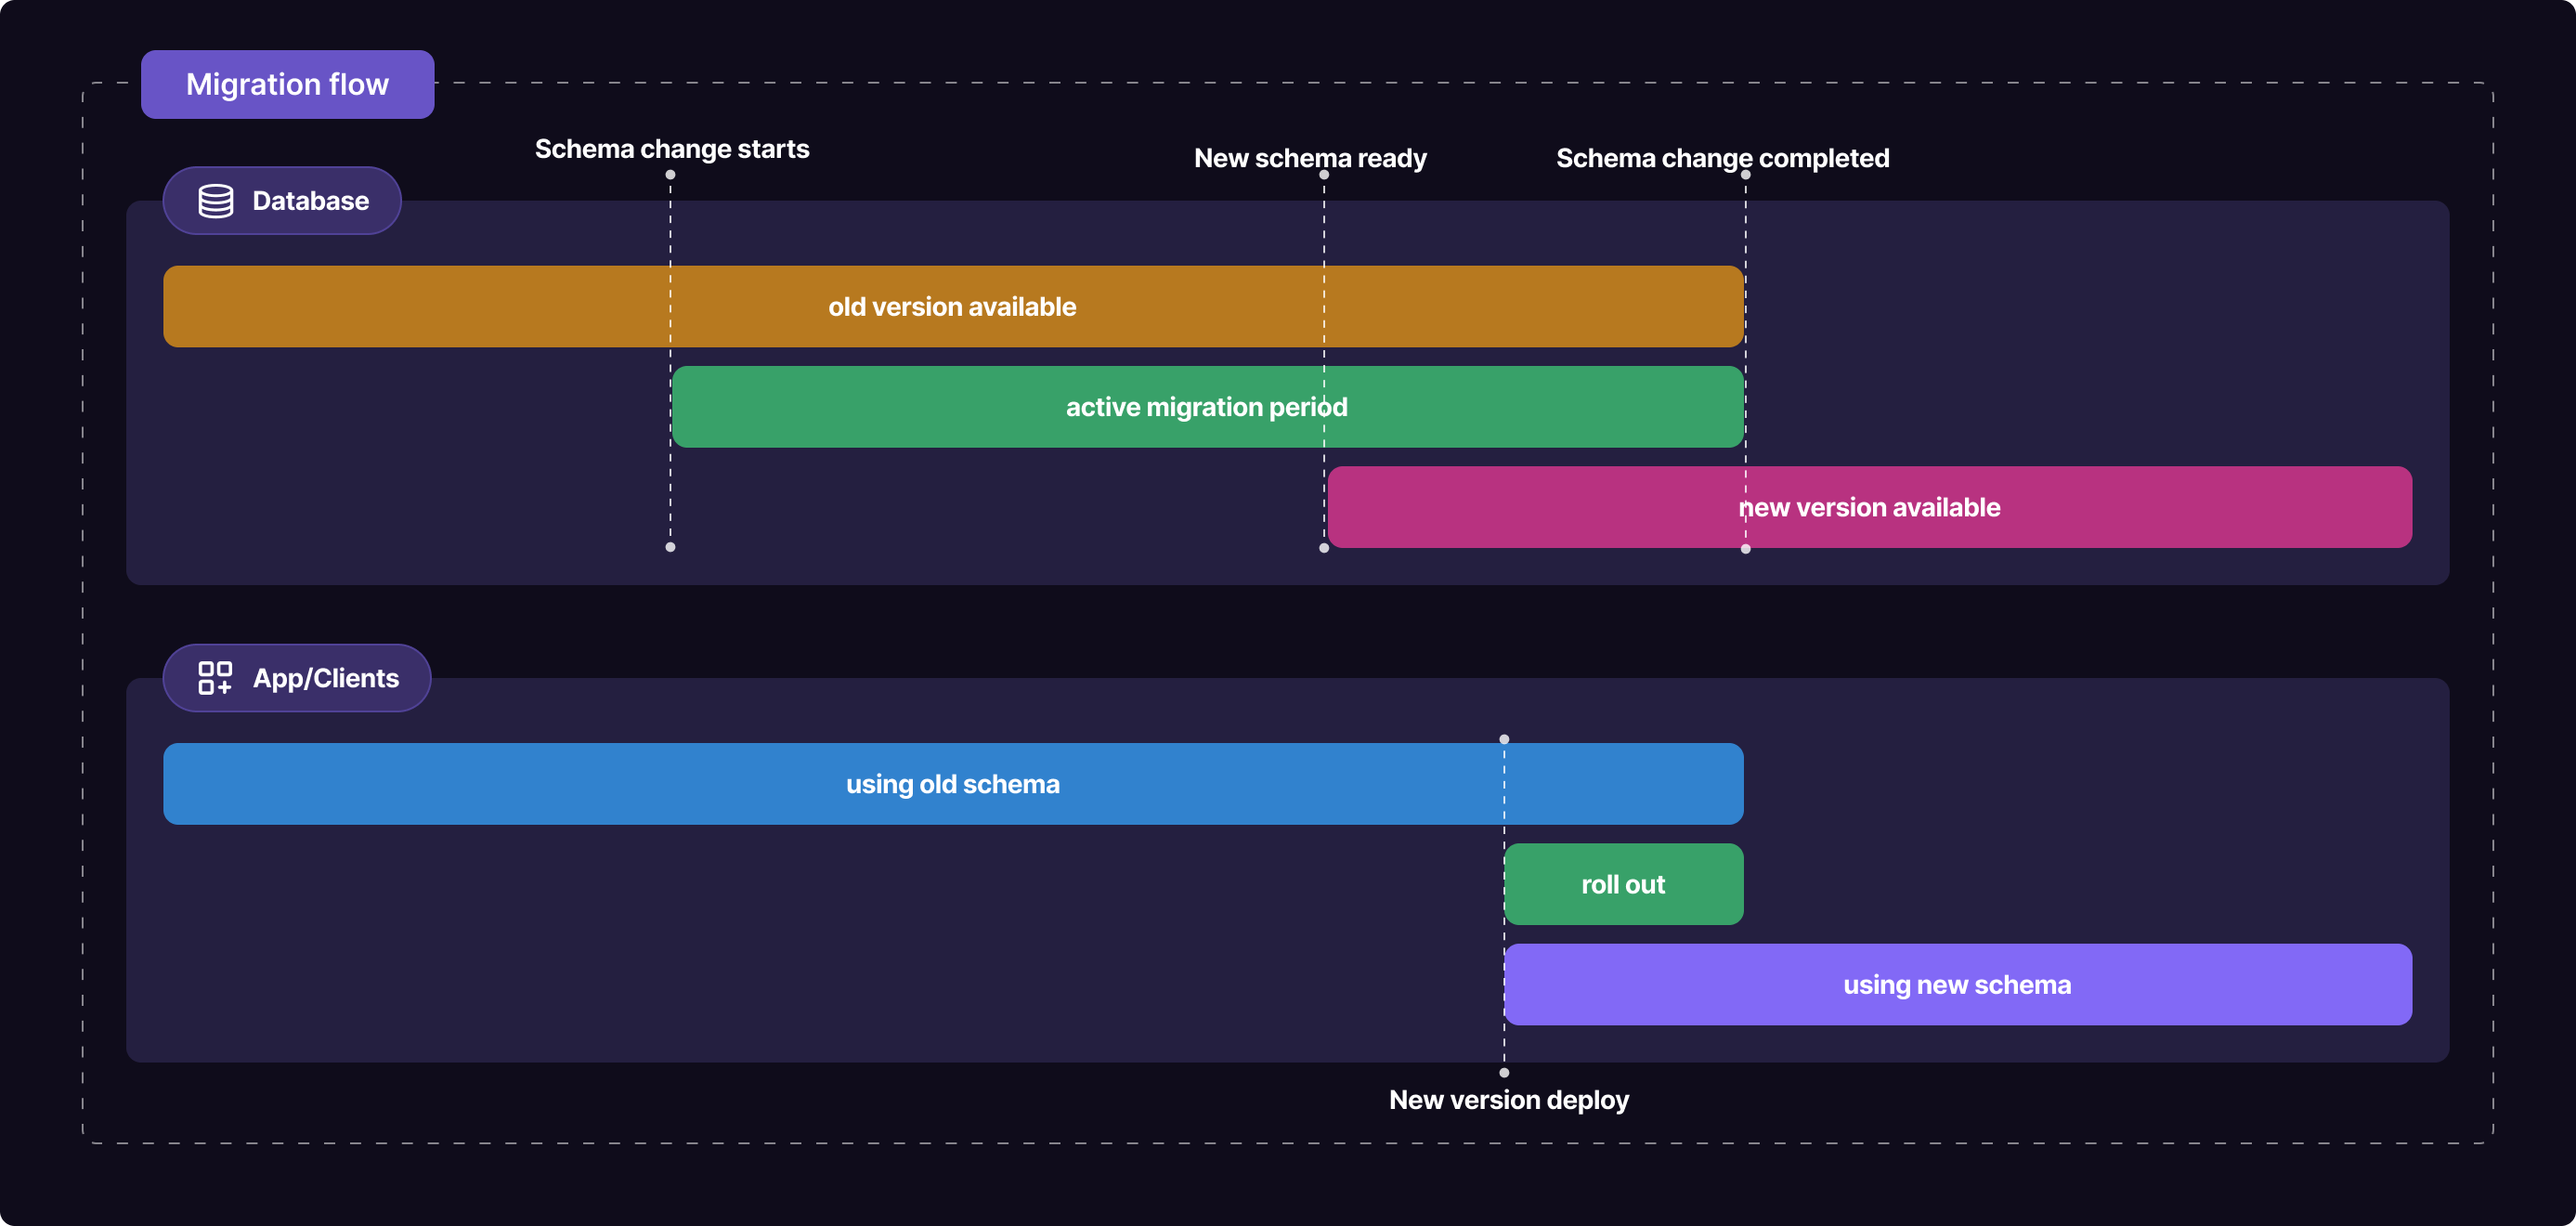 Migration flow
Schema change starts
New schema ready
Schema change completed
Database
old version available
active migration period
new version available
App/Clients
using old schema
roll out
using new schema
New version deploy